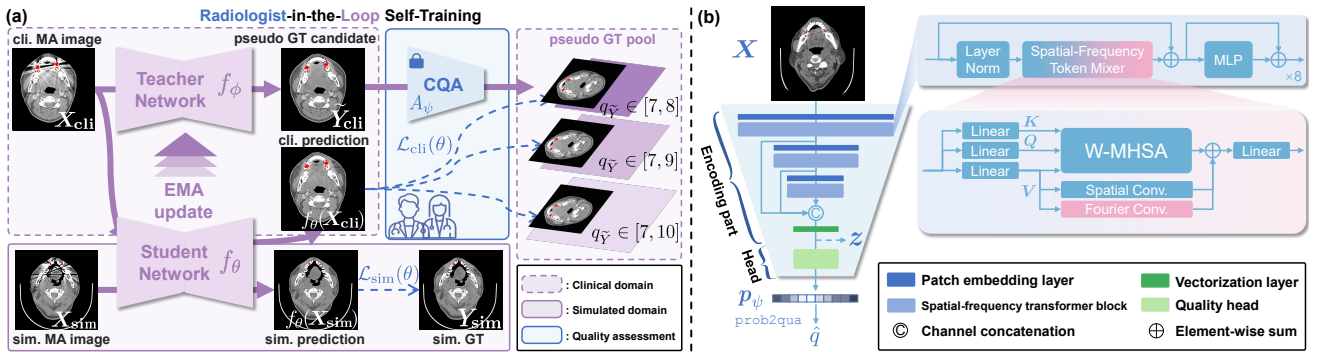 (a)
Radiologist-in-the-Loop Self-Training
cli. MA image
pseudo GT candidate
X_cli
Teacher
Network
f_ϕ
Ỹ_cli
CQA
A_ψ
pseudo GT pool
q_Ỹ ∈ [7, 8]
q_Ỹ ∈ [7, 9]
q_Ỹ ∈ [7, 10]
cli. prediction
L_cli(θ)
EMA
update
f_θ(X_cli)
Student
Network
f_θ
X_sim
f_θ(X_sim)
L_sim(θ)
Y_sim
sim. MA image
sim. prediction
sim. GT
: Clinical domain
: Simulated domain
: Quality assessment
(b)
X
Encoding part
Head
©
z
p_ψ
prob2qua
q̂
Layer
Norm
Spatial-Frequency
Token Mixer
MLP
×8
Linear
Linear
Linear
K
Q
V
W-MHSA
Spatial Conv.
Fourier Conv.
Linear
Patch embedding layer
Spatial-frequency transformer block
© Channel concatenation
Vectorization layer
Quality head
⊕ Element-wise sum